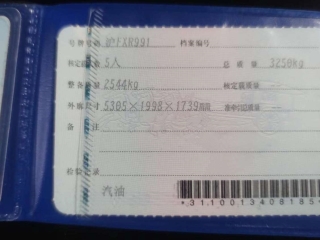 号牌号码 沪FXR991 档案编号
核定载人数 5人 总质量 3250kg
整备质量 2544kg 核定载质量 --
外廓尺寸 5305×1998×1739mm 准牵引总质量 --
备注
检验记录
汽油